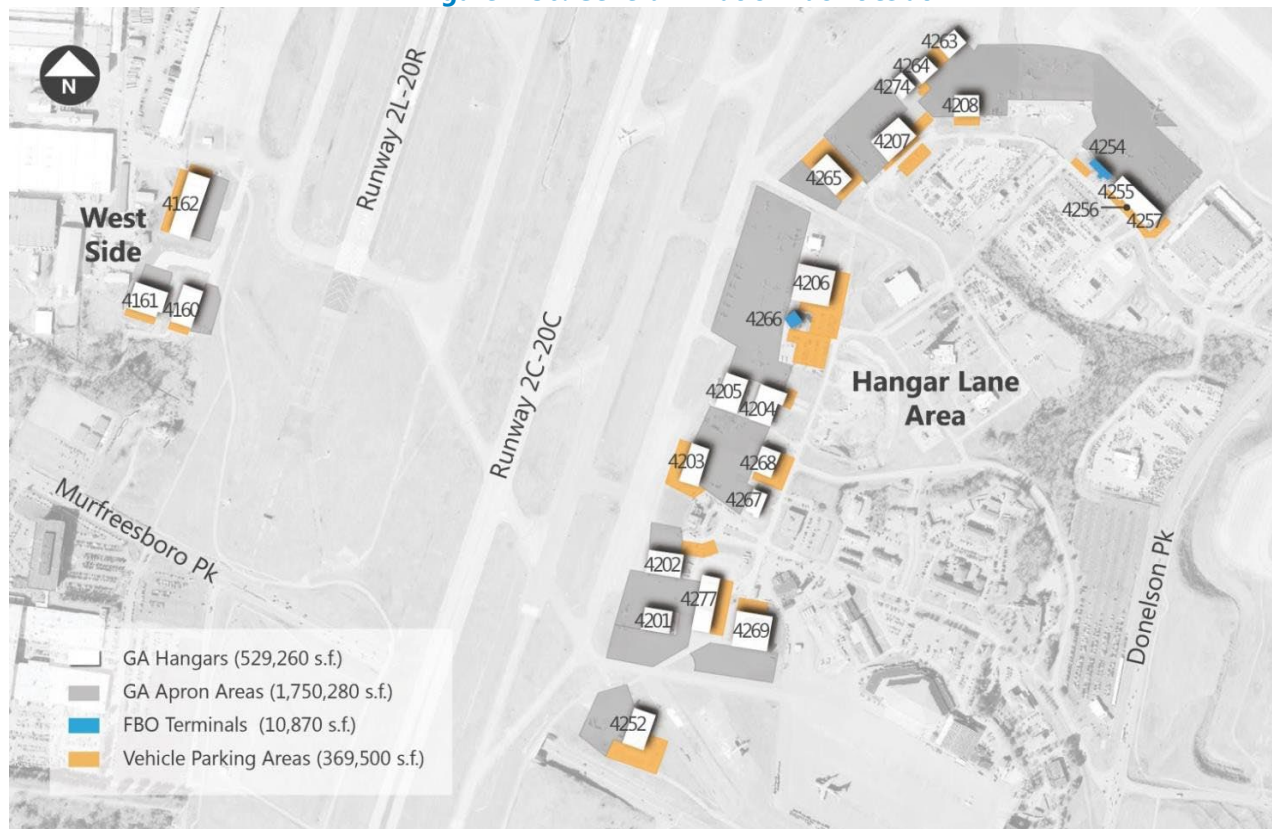 N
West
Side
4162
4161
4160
Runway 2L-20R
Runway 2C-20C
Murfreesboro Pk
Donelson Pk
Hangar Lane
Area
4263
4264
4274
4208
4207
4265
4254
4255
4256
4257
4206
4266
4205
4204
4203
4268
4267
4202
4277
4201
4269
4252
GA Hangars (529,260 s.f.)
GA Apron Areas (1,750,280 s.f.)
FBO Terminals (10,870 s.f.)
Vehicle Parking Areas (369,500 s.f.)